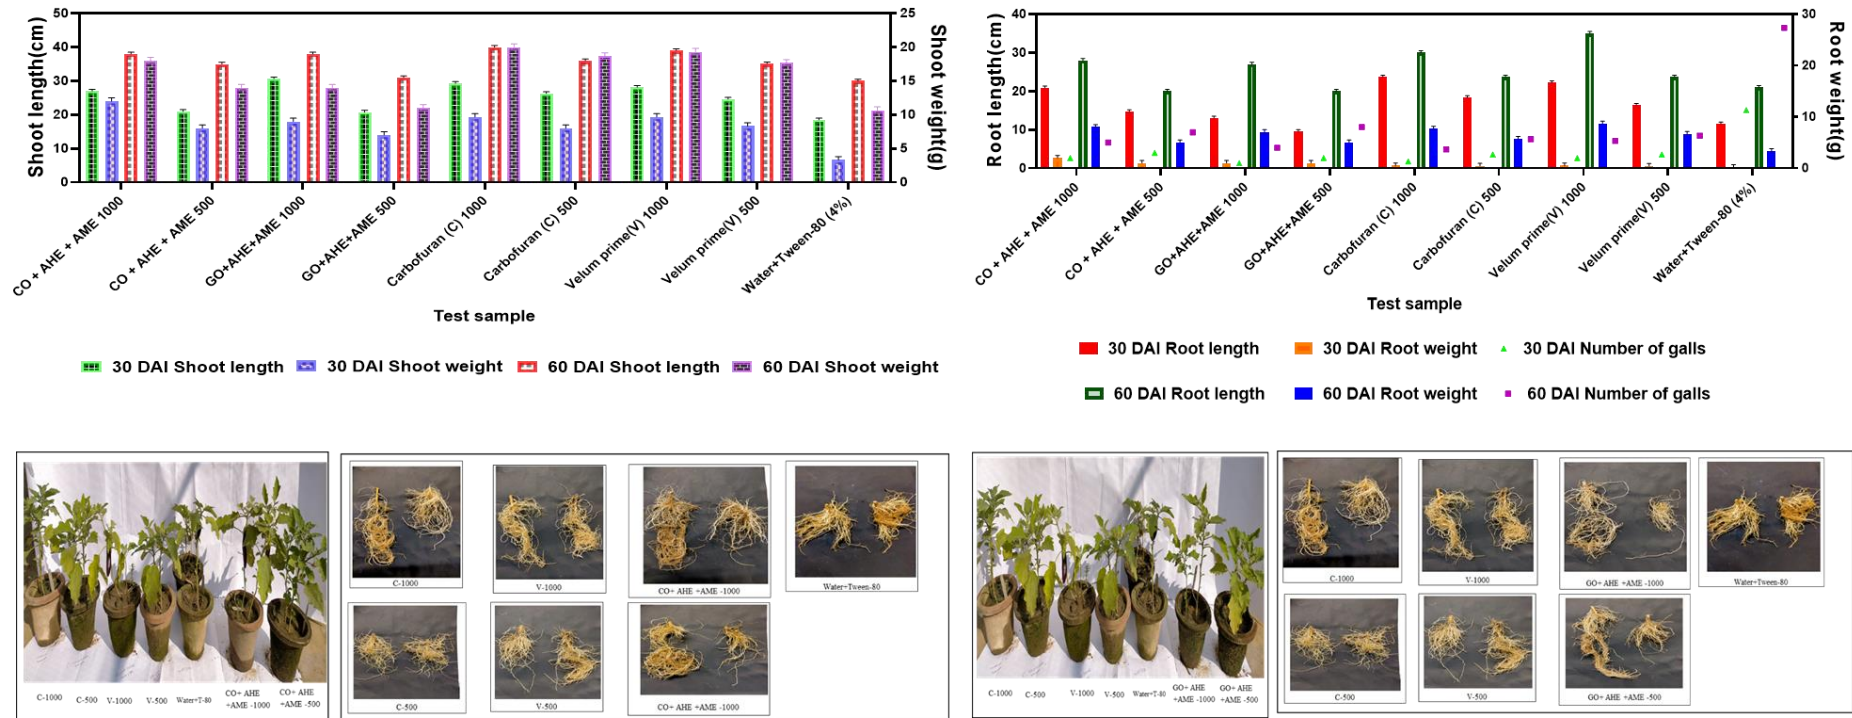 50
40
30
20
10
0
Shoot length(cm)
25
20
15
10
5
0
Shoot weight(g)
CO + AHE + AME 1000
CO + AHE + AME 500
GO+AHE+AME 1000
GO+AHE+AME 500
Carbofuran (C) 1000
Carbofuran (C) 500
Velum prime(V) 1000
Velum prime(V) 500
Water+Tween-80 (4%)
Test sample
30 DAI Shoot length 30 DAI Shoot weight 60 DAI Shoot length 60 DAI Shoot weight
40
30
20
10
0
Root length(cm)
30
20
10
0
Root weight(g)
CO + AHE + AME 1000
CO + AHE + AME 500
GO+AHE+AME 1000
GO+AHE+AME 500
Carbofuran (C) 1000
Carbofuran (C) 500
Velum prime(V) 1000
Velum prime(V) 500
Water+Tween-80 (4%)
Test sample
30 DAI Root length 30 DAI Root weight 30 DAI Number of galls
60 DAI Root length 60 DAI Root weight 60 DAI Number of galls
C-1000 C-500 V-1000 V-500 Water+T-80 CO+ AHE +AME -1000 CO+ AHE +AME -500
C-1000 V-1000 CO+ AHE +AME -1000 Water+Tween-80
C-500 V-500 CO+ AHE +AME -1000
C-1000 C-500 V-1000 V-500 Water+T-80 GO+ AHE +AME -1000 GO+ AHE +AME -500
C-1000 V-1000 GO+ AHE +AME -1000 Water+Tween-80
C-500 V-500 GO+ AHE +AME -500